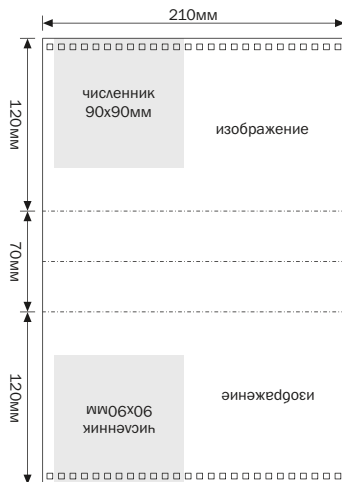 210мм
численник
90x90мм
изображение
120мм
70мм
120мм
изображение
90x90мм
численник